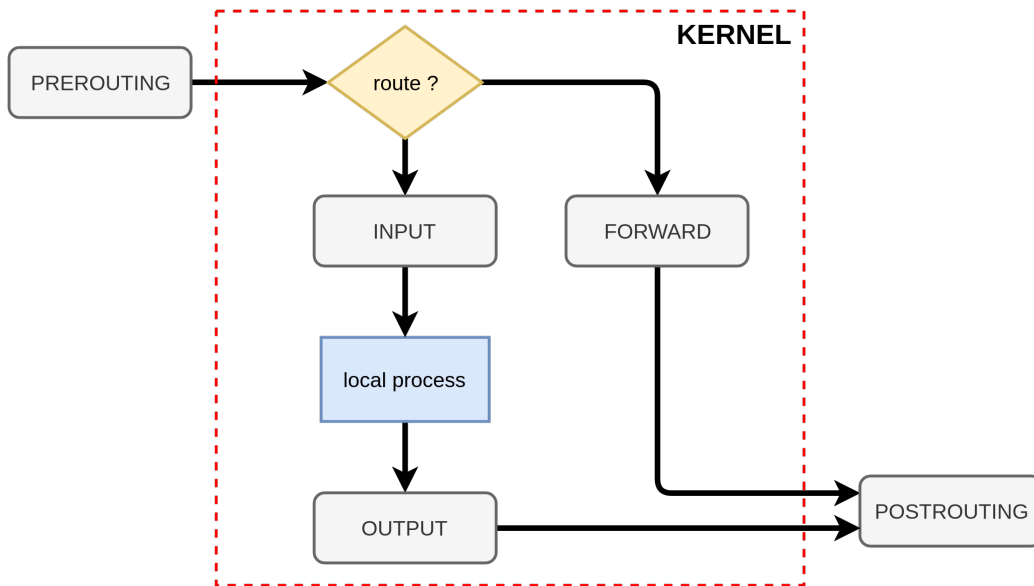 KERNEL
PREROUTING
route ?
INPUT
FORWARD
local process
OUTPUT
POSTROUTING